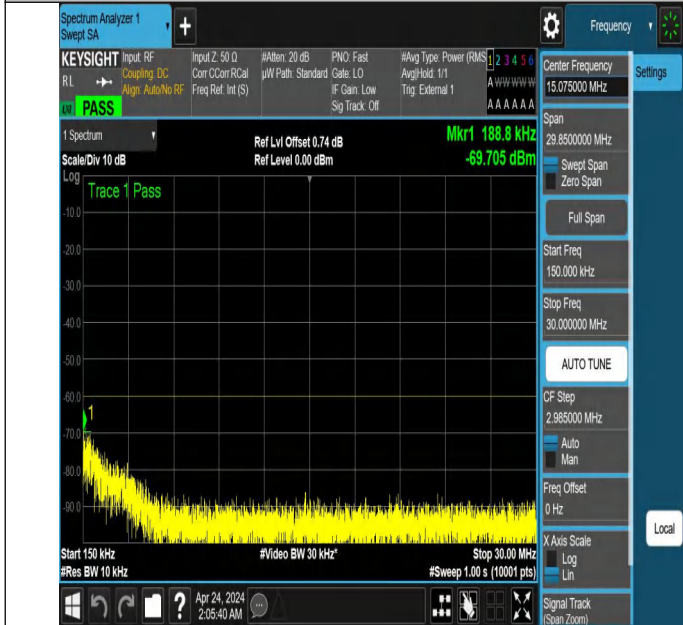 Spectrum Analyzer 1
Swept SA
+
Frequency
KEYSIGHT
RL
PASS
Input: RF
Coupling: DC
Align: Auto/No RF
Input Z: 50 Ω
Corr CCorr RCal
Freq Ref: Int (S)
#Atten: 20 dB
µW Path: Standard
PNO: Fast
Gate: LO
IF Gain: Low
Sig Track: Off
#Avg Type: Power (RMS
Avg|Hold: 1/1
Trig: External 1
1 2 3 4 5 6
A W W W W W
A A A A A A
1 Spectrum
Scale/Div 10 dB
Ref Lvl Offset 0.74 dB
Ref Level 0.00 dBm
Mkr1 188.8 kHz
-69.705 dBm
Log
Trace 1 Pass
-10.0
-20.0
-30.0
-40.0
-50.0
-60.0
1
-70.0
-80.0
-90.0
Start 150 kHz
#Res BW 10 kHz
#Video BW 30 kHz*
Stop 30.00 MHz
#Sweep 1.00 s (10001 pts)
Center Frequency
15.075000 MHz
Settings
Span
29.8500000 MHz
Swept Span
Zero Span
Full Span
Start Freq
150.000 kHz
Stop Freq
30.000000 MHz
AUTO TUNE
CF Step
2.985000 MHz
Auto
Man
Freq Offset
0 Hz
X Axis Scale
Log
Lin
Local
Signal Track
(Span Zoom)
?
Apr 24, 2024
2:05:40 AM